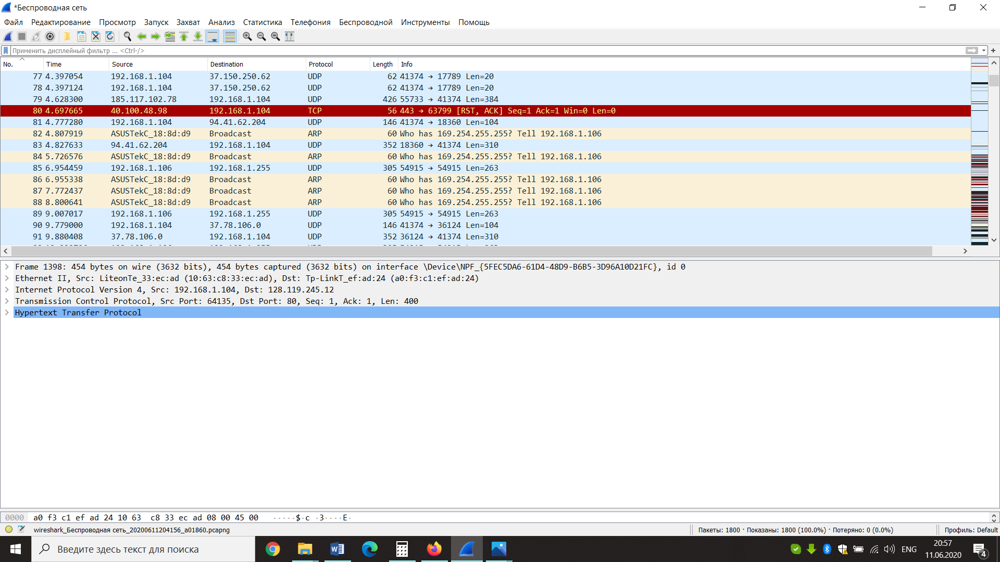 *Беспроводная сеть
Файл Редактирование Просмотр Запуск Захват Анализ Статистика Телефония Беспроводной Инструменты Помощь
Применить дисплейный фильтр ... <Ctrl-/>
No. Time Source Destination Protocol Length Info
77 4.397054 192.168.1.104 37.150.250.62 UDP 62 41374 → 17789 Len=20
78 4.397124 192.168.1.104 37.150.250.62 UDP 62 41374 → 17789 Len=20
79 4.628300 185.117.102.78 192.168.1.104 UDP 426 55733 → 41374 Len=384
80 4.697665 40.100.48.98 192.168.1.104 TCP 56 443 → 63799 [RST, ACK] Seq=1 Ack=1 Win=0 Len=0
81 4.777280 192.168.1.104 94.41.62.204 UDP 146 41374 → 18360 Len=104
82 4.807919 ASUSTekC_18:8d:d9 Broadcast ARP 60 Who has 169.254.255.255? Tell 192.168.1.106
83 4.827633 94.41.62.204 192.168.1.104 UDP 352 18360 → 41374 Len=310
84 5.726576 ASUSTekC_18:8d:d9 Broadcast ARP 60 Who has 169.254.255.255? Tell 192.168.1.106
85 6.954459 192.168.1.106 192.168.1.255 UDP 305 54915 → 54915 Len=263
86 6.955338 ASUSTekC_18:8d:d9 Broadcast ARP 60 Who has 169.254.255.255? Tell 192.168.1.106
87 7.772437 ASUSTekC_18:8d:d9 Broadcast ARP 60 Who has 169.254.255.255? Tell 192.168.1.106
88 8.800641 ASUSTekC_18:8d:d9 Broadcast ARP 60 Who has 169.254.255.255? Tell 192.168.1.106
89 9.007017 192.168.1.106 192.168.1.255 UDP 305 54915 → 54915 Len=263
90 9.779000 192.168.1.104 37.78.106.0 UDP 146 41374 → 36124 Len=104
91 9.880408 37.78.106.0 192.168.1.104 UDP 352 36124 → 41374 Len=310
Frame 1398: 454 bytes on wire (3632 bits), 454 bytes captured (3632 bits) on interface \Device\NPF_{5FEC5DA6-61D4-48D9-B6B5-3D96A10D21FC}, id 0
Ethernet II, Src: LiteonTe_33:ec:ad (10:63:c8:33:ec:ad), Dst: Tp-LinkT_ef:ad:24 (a0:f3:c1:ef:ad:24)
Internet Protocol Version 4, Src: 192.168.1.104, Dst: 128.119.245.12
Transmission Control Protocol, Src Port: 64135, Dst Port: 80, Seq: 1, Ack: 1, Len: 400
Hypertext Transfer Protocol
0000 a0 f3 c1 ef ad 24 10 63 c8 33 ec ad 08 00 45 00 ·····$·c ·3····E·
wireshark_Беспроводная сеть_20200611204156_a01860.pcapng
Пакеты: 1800 · Показаны: 1800 (100.0%) · Потеряно: 0 (0.0%)
Профиль: Default
Введите здесь текст для поиска
ENG
20:57
11.06.2020
4